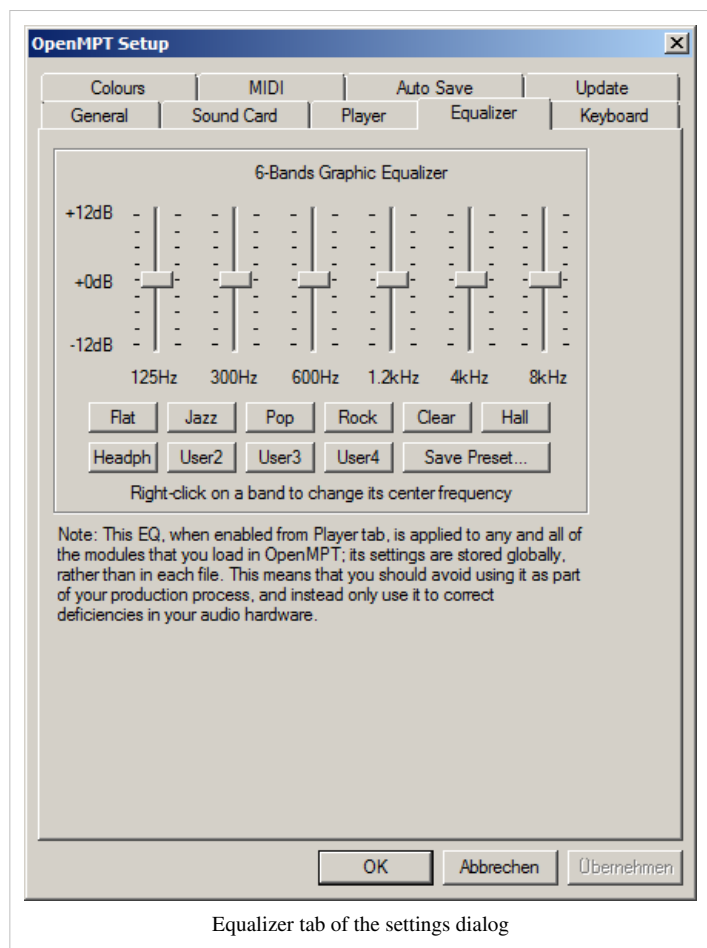 OpenMPT Setup
Colours MIDI Auto Save Update
General Sound Card Player Equalizer Keyboard
6-Bands Graphic Equalizer
+12dB
+0dB
-12dB
125Hz 300Hz 600Hz 1.2kHz 4kHz 8kHz
Flat Jazz Pop Rock Clear Hall
Headph User2 User3 User4 Save Preset...
Right-click on a band to change its center frequency
Note: This EQ, when enabled from Player tab, is applied to any and all of
the modules that you load in OpenMPT; its settings are stored globally,
rather than in each file. This means that you should avoid using it as part
of your production process, and instead only use it to correct
deficiencies in your audio hardware.
OK Abbrechen Übernehmen
Equalizer tab of the settings dialog